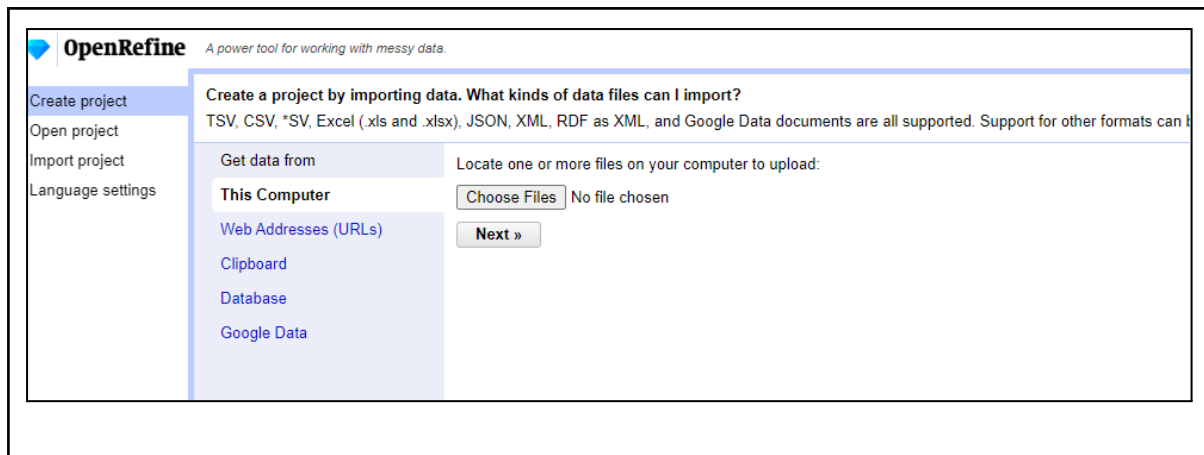 OpenRefine A power tool for working with messy data.
Create project
Open project
Import project
Language settings
Create a project by importing data. What kinds of data files can I import?
TSV, CSV, *SV, Excel (.xls and .xlsx), JSON, XML, RDF as XML, and Google Data documents are all supported. Support for other formats can
Get data from
This Computer
Web Addresses (URLs)
Clipboard
Database
Google Data
Locate one or more files on your computer to upload:
Choose Files No file chosen
Next »